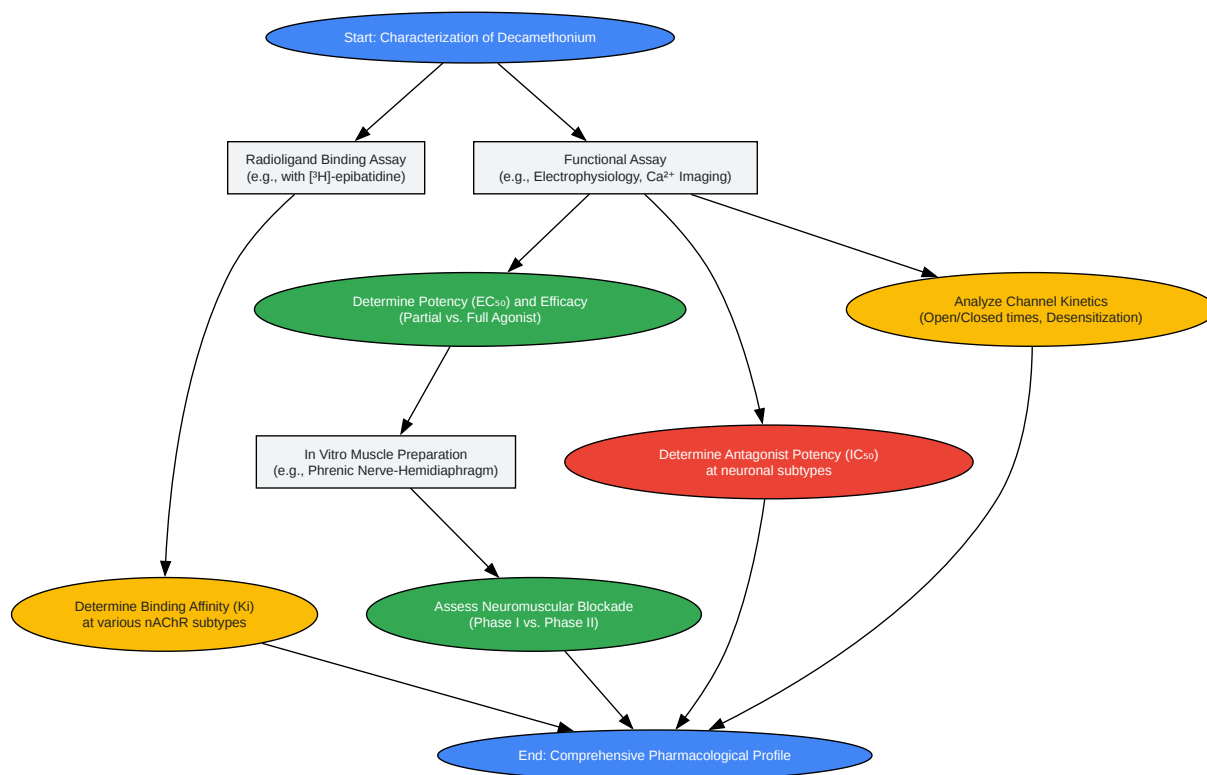 Start: Characterization of Decamethonium
Radioligand Binding Assay
(e.g., with [³H]-epibatidine)
Functional Assay
(e.g., Electrophysiology, Ca²⁺ Imaging)
Determine Potency (EC₅₀) and Efficacy
(Partial vs. Full Agonist)
Analyze Channel Kinetics
(Open/Closed times, Desensitization)
In Vitro Muscle Preparation
(e.g., Phrenic Nerve-Hemidiaphragm)
Determine Antagonist Potency (IC₅₀)
at neuronal subtypes
Determine Binding Affinity (Ki)
at various nAChR subtypes
Assess Neuromuscular Blockade
(Phase I vs. Phase II)
End: Comprehensive Pharmacological Profile